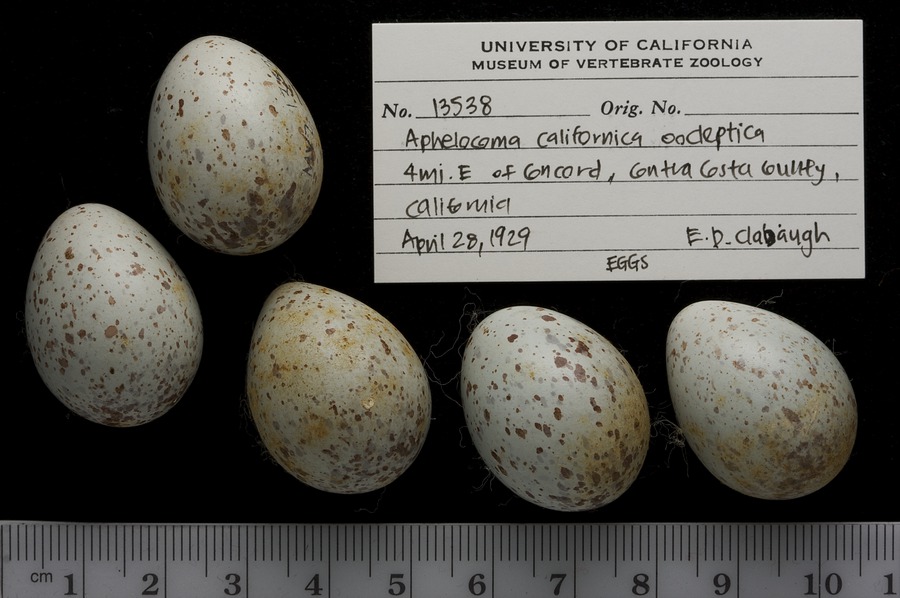 UNIVERSITY OF CALIFORNIA
MUSEUM OF VERTEBRATE ZOOLOGY
No. 13538 Orig. No.
Aphelocoma californica oocleptica
4mi. E of Concord, Contra Costa County,
California
April 28, 1929 E. D. Clabaugh
EGGS
cm 1 2 3 4 5 6 7 8 9 10 1